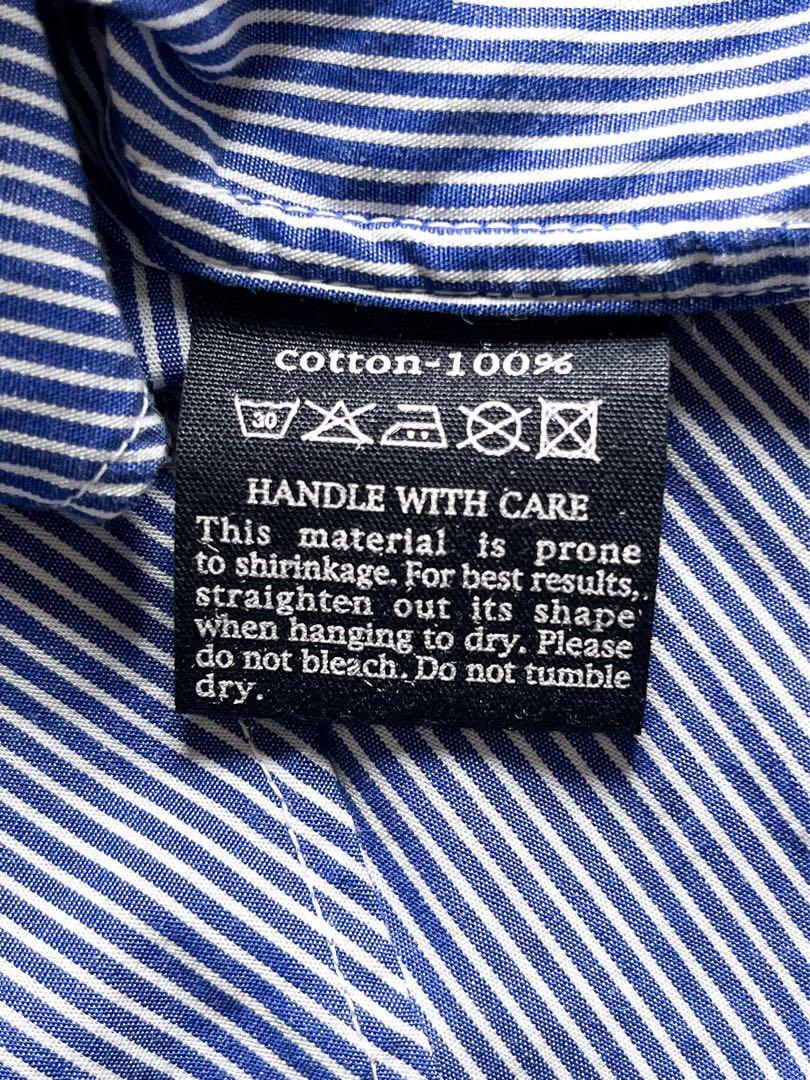 cotton-100%
30
HANDLE WITH CARE
This material is prone
to shirinkage. For best results,
straighten out its shape
when hanging to dry. Please
do not bleach. Do not tumble
dry.